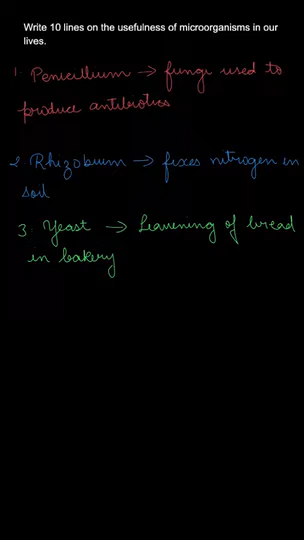 Write 10 lines on the usefulness of microorganisms in our
lives.
1. Penicillium → fungi used to
produce antibiotics
2. Rhizobium → fixes nitrogen in
soil
3. Yeast → Leavening of bread
in bakery